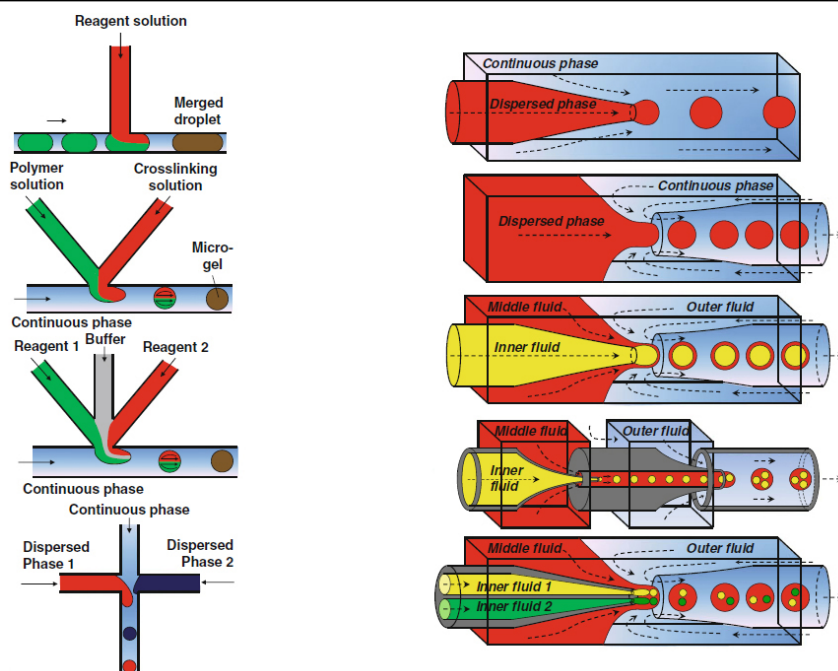 Reagent solution
Merged
droplet
Polymer
solution
Crosslinking
solution
Micro-
gel
Continuous phase
Reagent 1
Buffer
Reagent 2
Continuous phase
Continuous phase
Dispersed
Phase 1
Dispersed
Phase 2
Continuous phase
Dispersed phase
Continuous phase
Dispersed phase
Middle fluid
Outer fluid
Inner fluid
Middle fluid
Outer fluid
Inner
fluid
Middle fluid
Outer fluid
Inner fluid 1
Inner fluid 2